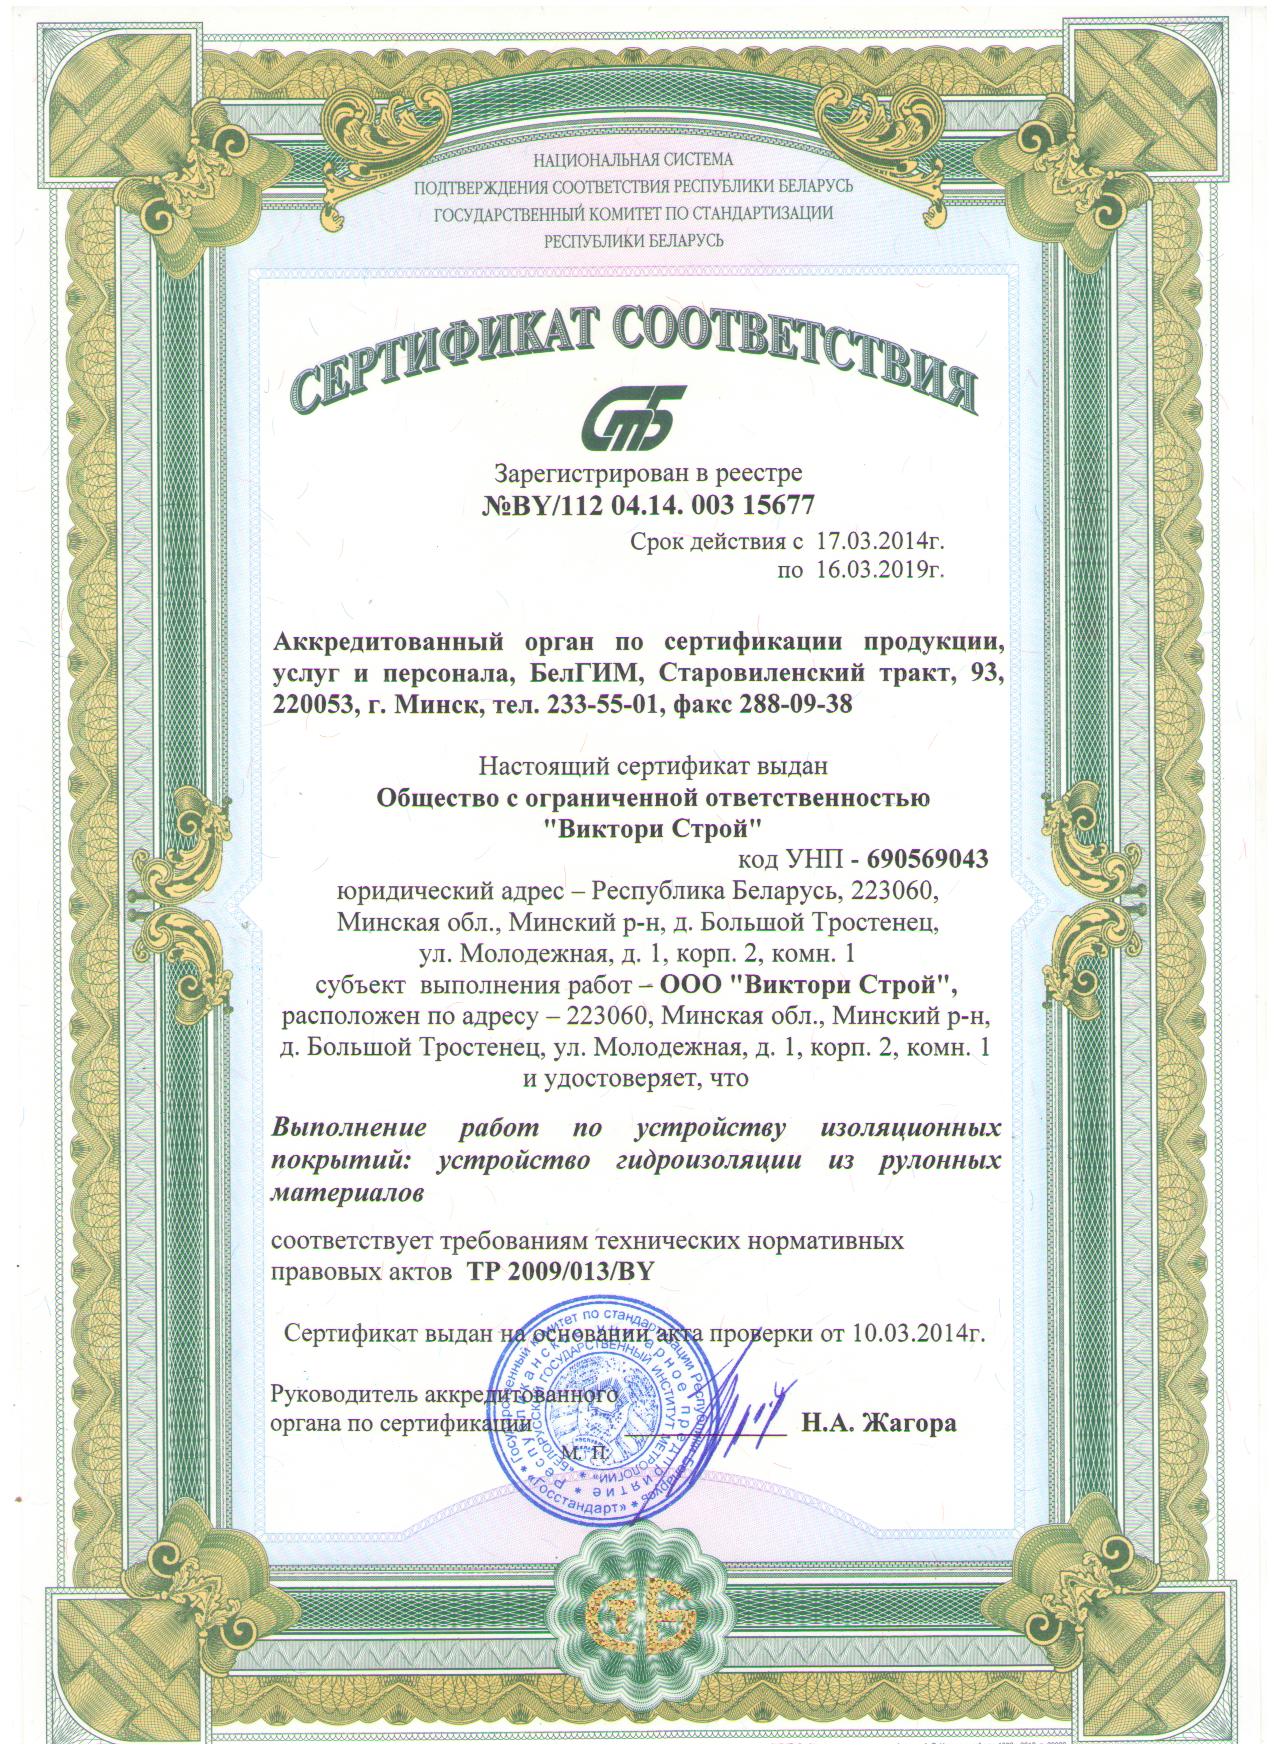 НАЦИОНАЛЬНАЯ СИСТЕМА
ПОДТВЕРЖДЕНИЯ СООТВЕТСТВИЯ РЕСПУБЛИКИ БЕЛАРУСЬ
ГОСУДАРСТВЕННЫЙ КОМИТЕТ ПО СТАНДАРТИЗАЦИИ
РЕСПУБЛИКИ БЕЛАРУСЬ
СЕРТИФИКАТ СООТВЕТСТВИЯ
СтБ
Зарегистрирован в реестре
№BY/112 04.14. 003 15677
Срок действия с 17.03.2014г.
по 16.03.2019г.
Аккредитованный орган по сертификации продукции,
услуг и персонала, БелГИМ, Старовиленский тракт, 93,
220053, г. Минск, тел. 233-55-01, факс 288-09-38
Настоящий сертификат выдан
Общество с ограниченной ответственностью
"Виктори Строй"
код УНП - 690569043
юридический адрес – Республика Беларусь, 223060,
Минская обл., Минский р-н, д. Большой Тростенец,
ул. Молодежная, д. 1, корп. 2, комн. 1
субъект выполнения работ – ООО "Виктори Строй",
расположен по адресу – 223060, Минская обл., Минский р-н,
д. Большой Тростенец, ул. Молодежная, д. 1, корп. 2, комн. 1
и удостоверяет, что
Выполнение работ по устройству изоляционных
покрытий: устройство гидроизоляции из рулонных
материалов
соответствует требованиям технических нормативных
правовых актов ТР 2009/013/BY
Сертификат выдан на основании акта проверки от 10.03.2014г.
Руководитель аккредитованного
органа по сертификации
Н.А. Жагора
М. П.
Государственный комитет по стандартизации Республики Беларусь * «Госстандарт» *
Республиканское унитарное предприятие *
«БЕЛОРУССКИЙ ГОСУДАРСТВЕННЫЙ ИНСТИТУТ МЕТРОЛОГИИ» *
СтБ